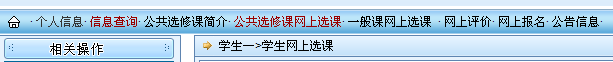 · 个人信息· 信息查询· 公共选修课简介· 公共选修课网上选课· 一般课网上选课 · 网上评价· 网上报名· 公告信息·
相关操作
学生一>学生网上选课